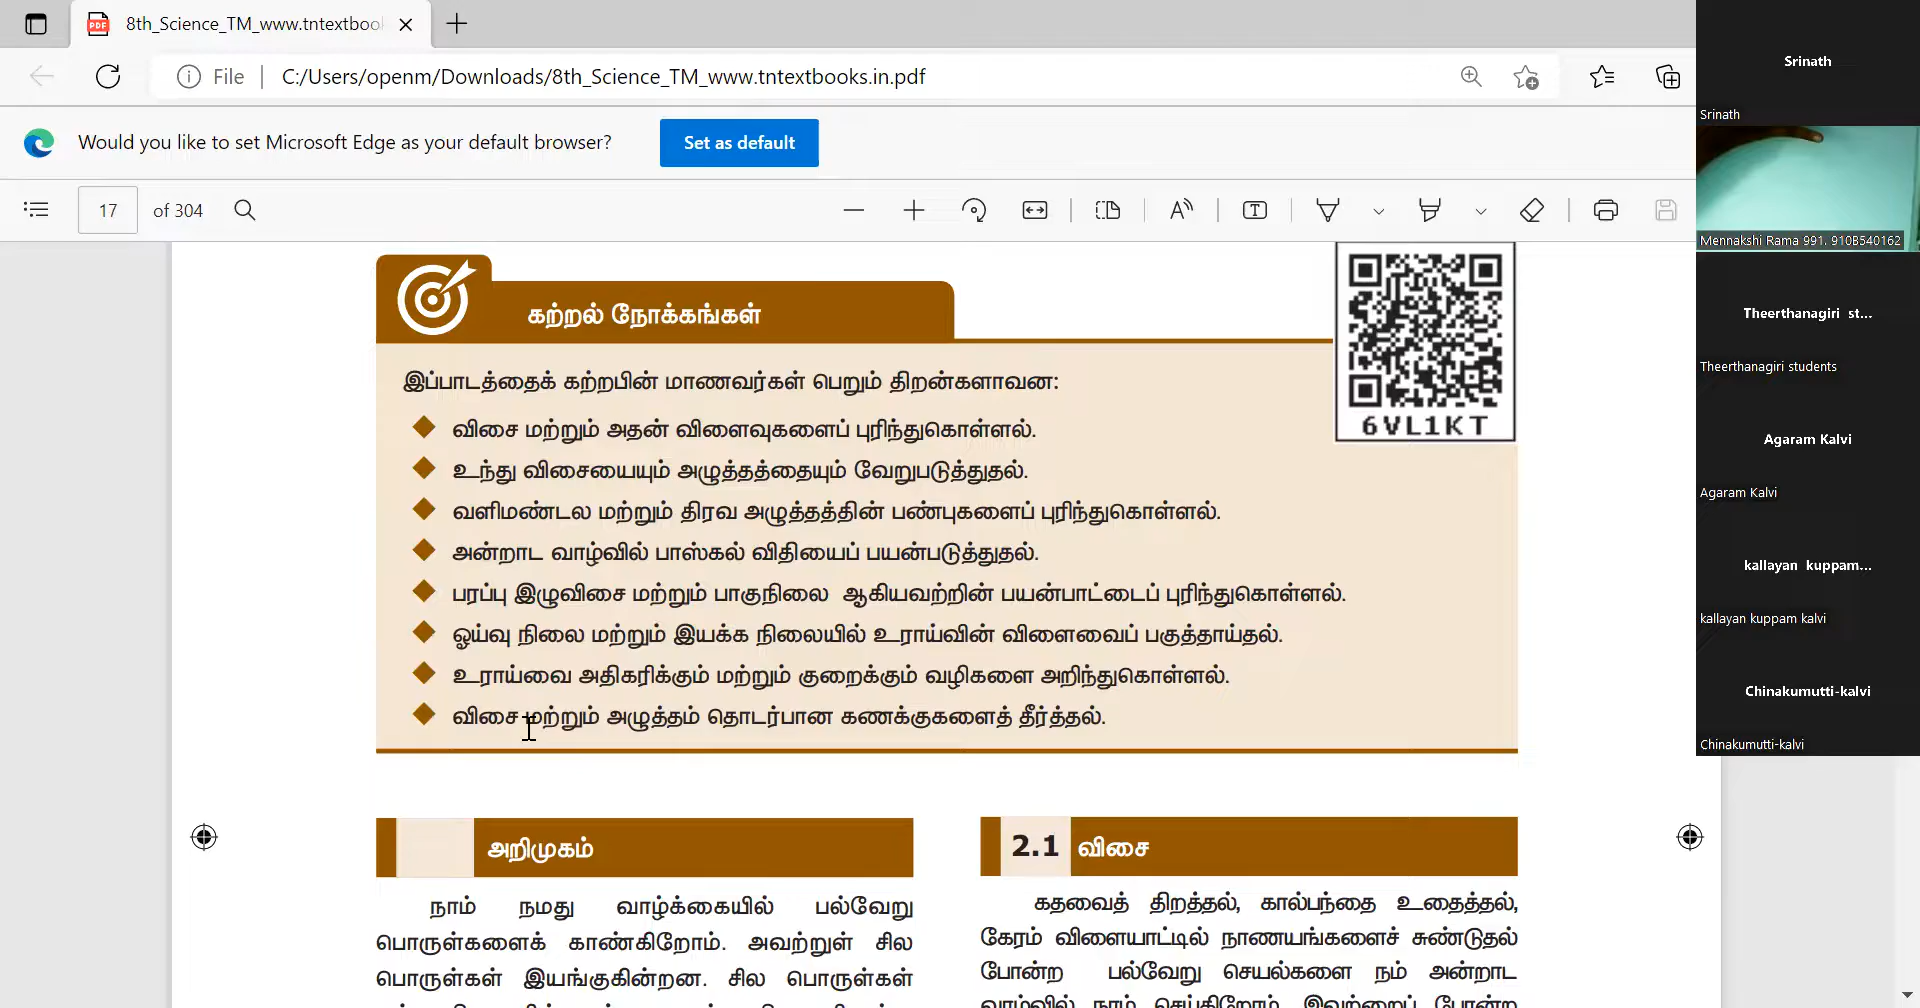 8th_Science_TM_www.tntextboo
File
C:/Users/openm/Downloads/8th_Science_TM_www.tntextbooks.in.pdf
Would you like to set Microsoft Edge as your default browser?
Set as default
17 of 304
கற்றல் நோக்கங்கள்
6VL1KT
இப்பாடத்தைக் கற்றபின் மாணவர்கள் பெறும் திறன்களாவன:
விசை மற்றும் அதன் விளைவுகளைப் புரிந்துகொள்ளல்.
உந்து விசையையும் அழுத்தத்தையும் வேறுபடுத்துதல்.
வளிமண்டல மற்றும் திரவ அழுத்தத்தின் பண்புகளைப் புரிந்துகொள்ளல்.
அன்றாட வாழ்வில் பாஸ்கல் விதியைப் பயன்படுத்துதல்.
பரப்பு இழுவிசை மற்றும் பாகுநிலை ஆகியவற்றின் பயன்பாட்டைப் புரிந்துகொள்ளல்.
ஓய்வு நிலை மற்றும் இயக்க நிலையில் உராய்வின் விளைவைப் பகுத்தாய்தல்.
உராய்வை அதிகரிக்கும் மற்றும் குறைக்கும் வழிகளை அறிந்துகொள்ளல்.
விசை மற்றும் அழுத்தம் தொடர்பான கணக்குகளைத் தீர்த்தல்.
அறிமுகம்
நாம் நமது வாழ்க்கையில் பல்வேறு
பொருள்களைக் காண்கிறோம். அவற்றுள் சில
பொருள்கள் இயங்குகின்றன. சில பொருள்கள்
2.1 விசை
கதவைத் திறத்தல், கால்பந்தை உதைத்தல்,
கேரம் விளையாட்டில் நாணயங்களைச் சுண்டுதல்
போன்ற பல்வேறு செயல்களை நம் அன்றாட
வாழ்வில் நாம் செய்கிறோம். இவற்றைப் போன்ற
Srinath
Srinath
Mennakshi Rama 991. 910B540162
Theerthanagiri st...
Theerthanagiri students
Agaram Kalvi
Agaram Kalvi
kallayan kuppam...
kallayan kuppam kalvi
Chinakumutti-kalvi
Chinakumutti-kalvi